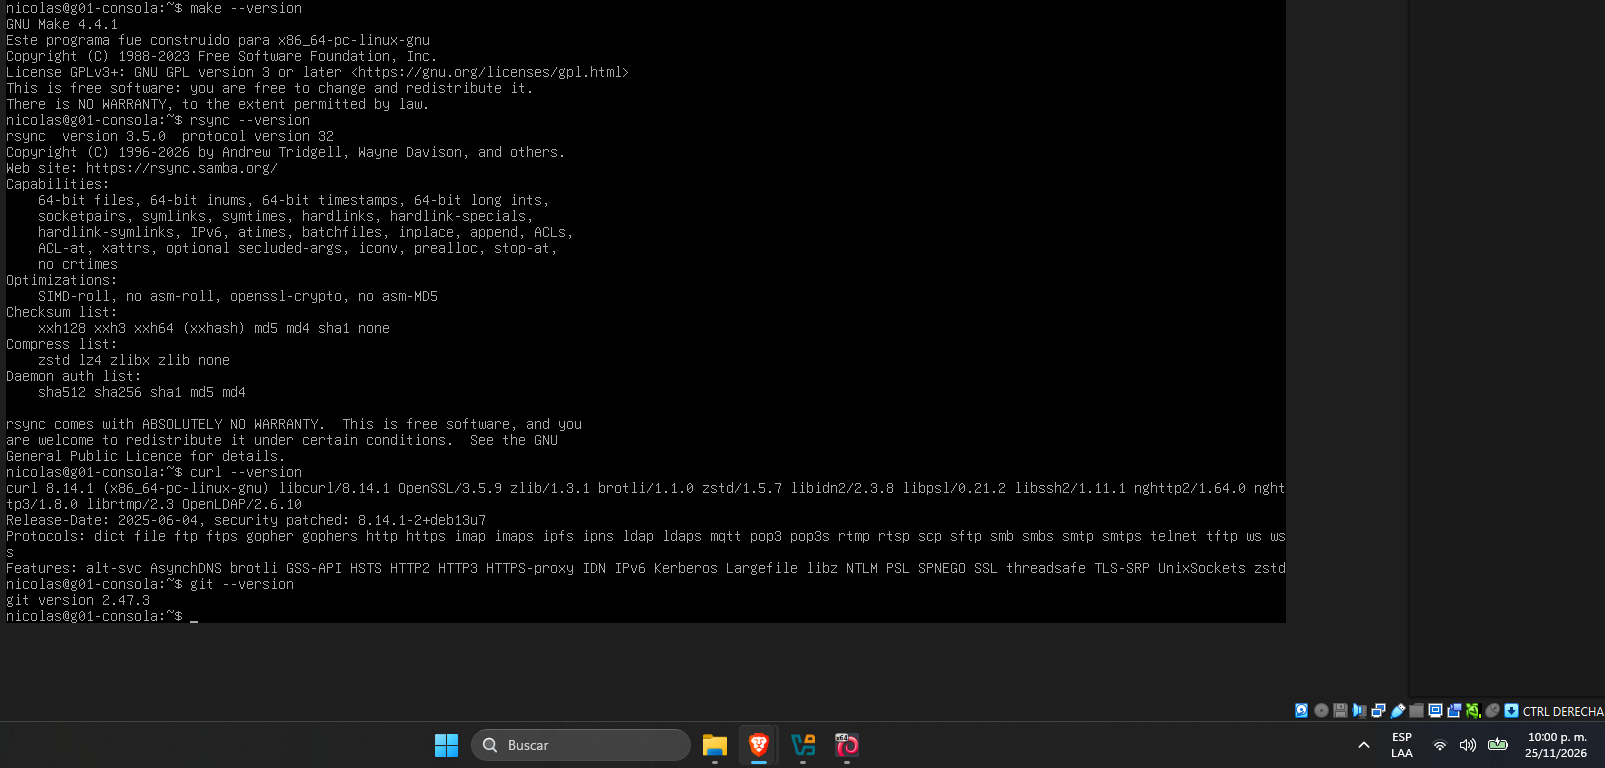 nicolas@g01-consola:~$ make --version
GNU Make 4.4.1
Este programa fue construido para x86_64-pc-linux-gnu
Copyright (C) 1988-2023 Free Software Foundation, Inc.
License GPLv3+: GNU GPL version 3 or later <https://gnu.org/licenses/gpl.html>
This is free software: you are free to change and redistribute it.
There is NO WARRANTY, to the extent permitted by law.
nicolas@g01-consola:~$ rsync --version
rsync  version 3.5.0  protocol version 32
Copyright (C) 1996-2026 by Andrew Tridgell, Wayne Davison, and others.
Web site: https://rsync.samba.org/
Capabilities:
    64-bit files, 64-bit inums, 64-bit timestamps, 64-bit long ints,
    socketpairs, symlinks, symtimes, hardlinks, hardlink-specials,
    hardlink-symlinks, IPv6, atimes, batchfiles, inplace, append, ACLs,
    ACL-at, xattrs, optional secluded-args, iconv, prealloc, stop-at,
    no crtimes
Optimizations:
    SIMD-roll, no asm-roll, openssl-crypto, no asm-MD5
Checksum list:
    xxh128 xxh3 xxh64 (xxhash) md5 md4 sha1 none
Compress list:
    zstd lz4 zlibx zlib none
Daemon auth list:
    sha512 sha256 sha1 md5 md4
rsync comes with ABSOLUTELY NO WARRANTY.  This is free software, and you
are welcome to redistribute it under certain conditions.  See the GNU
General Public Licence for details.
nicolas@g01-consola:~$ curl --version
curl 8.14.1 (x86_64-pc-linux-gnu) libcurl/8.14.1 OpenSSL/3.5.9 zlib/1.3.1 brotli/1.1.0 zstd/1.5.7 libidn2/2.3.8 libpsl/0.21.2 libssh2/1.11.1 nghttp2/1.64.0 nght
tp3/1.8.0 librtmp/2.3 OpenLDAP/2.6.10
Release-Date: 2025-06-04, security patched: 8.14.1-2+deb13u7
Protocols: dict file ftp ftps gopher gophers http https imap imaps ipfs ipns ldap ldaps mqtt pop3 pop3s rtmp rtsp scp sftp smb smbs smtp smtps telnet tftp ws ws
s
Features: alt-svc AsynchDNS brotli GSS-API HSTS HTTP2 HTTP3 HTTPS-proxy IDN IPv6 Kerberos Largefile libz NTLM PSL SPNEGO SSL threadsafe TLS-SRP UnixSockets zstd
nicolas@g01-consola:~$ git --version
git version 2.47.3
nicolas@g01-consola:~$ _
CTRL DERECHA
Buscar
ESP
LAA
10:00 p. m.
25/11/2026